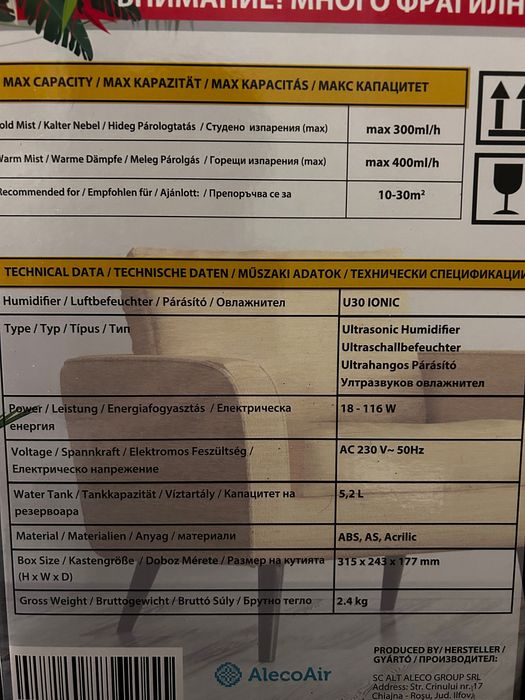 ВНИМАНИЕ! МНОГО ФРАГИЛН
MAX CAPACITY / MAX KAPAZITÄT / MAX KAPACITÁS / МАКС КАПАЦИТЕТ
old Mist / Kalter Nebel / Hideg Párologtatás / Студено изпарения (max) max 300ml/h
Warm Mist / Warme Dämpfe / Meleg Párolgás / Горещи изпарения (max) max 400ml/h
Recommended for / Empfohlen für / Ajánlott: / Препоръчва се за 10-30m²
TECHNICAL DATA / TECHNISCHE DATEN / MŰSZAKI ADATOK / ТЕХНИЧЕСКИ СПЕЦИФИКАЦИИ
Humidifier / Luftbefeuchter / Párásító / Овлажнител U30 IONIC
Type / Typ / Típus / Тип Ultrasonic Humidifier
Ultraschallbefeuchter
Ultrahangos Párásító
Ултразвуков овлажнител
Power / Leistung / Energiafogyasztás / Електрическа 18 - 116 W
енергия
Voltage / Spannkraft / Elektromos Feszültség / AC 230 V~ 50Hz
Електрическо напрежение
Water Tank / Tankkapazität / Víztartály / Капацитет на 5,2 L
резервоара
Material / Materialien / Anyag / материали ABS, AS, Acrilic
Box Size / Kastengröße / Doboz Mérete / Размер на кутията 315 x 243 x 177 mm
(H x W x D)
Gross Weight / Bruttogewicht / Bruttó Súly / Брутно тегло 2.4 kg
AlecoAir
PRODUCED BY/ HERSTELLER /
GYÁRTÓ / ПРОИЗВОДИТЕЛ:
SC ALT ALECO GROUP SRL
Address: Str. Crinului nr. 17
Chiajna - Roșu, Jud. Ilfov